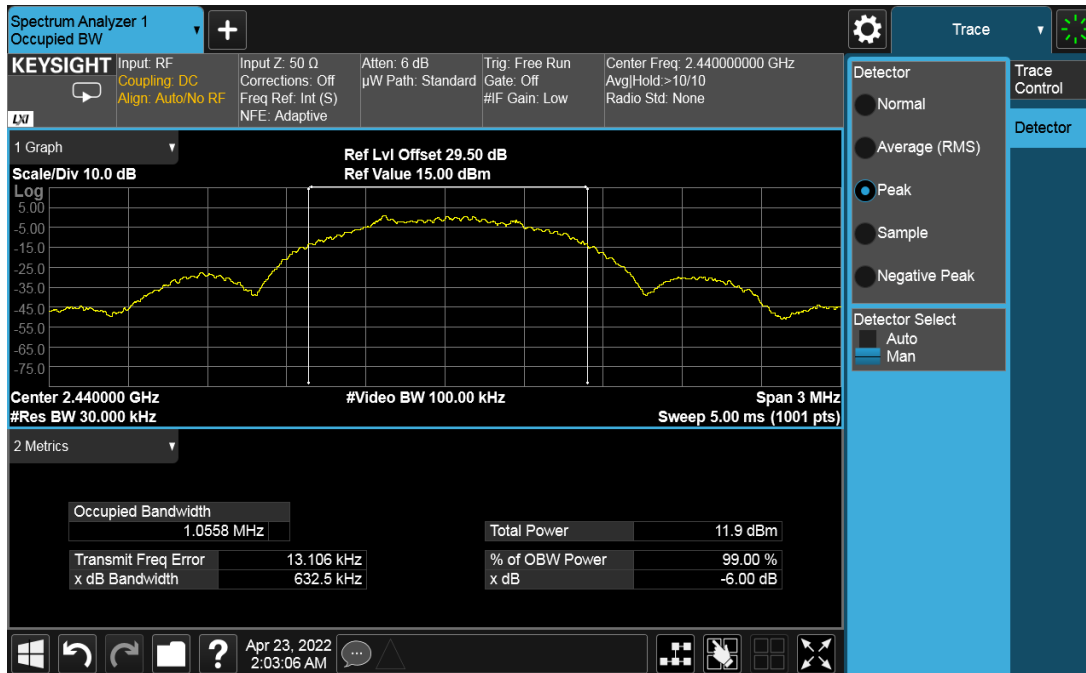 Spectrum Analyzer 1
Occupied BW
+
Trace
KEYSIGHT
LXI
Input: RF
Coupling: DC
Align: Auto/No RF
Input Z: 50 Ω
Corrections: Off
Freq Ref: Int (S)
NFE: Adaptive
Atten: 6 dB
µW Path: Standard
Trig: Free Run
Gate: Off
#IF Gain: Low
Center Freq: 2.440000000 GHz
Avg|Hold:>10/10
Radio Std: None
1 Graph
Scale/Div 10.0 dB
Ref Lvl Offset 29.50 dB
Ref Value 15.00 dBm
Log
5.00
-5.00
-15.0
-25.0
-35.0
-45.0
-55.0
-65.0
-75.0
Center 2.440000 GHz
#Res BW 30.000 kHz
#Video BW 100.00 kHz
Span 3 MHz
Sweep 5.00 ms (1001 pts)
2 Metrics
Occupied Bandwidth
1.0558 MHz
Total Power 11.9 dBm
Transmit Freq Error 13.106 kHz
% of OBW Power 99.00 %
x dB Bandwidth 632.5 kHz
x dB -6.00 dB
?
Apr 23, 2022
2:03:06 AM
Detector
Normal
Average (RMS)
Peak
Sample
Negative Peak
Detector Select
Auto
Man
Trace
Control
Detector